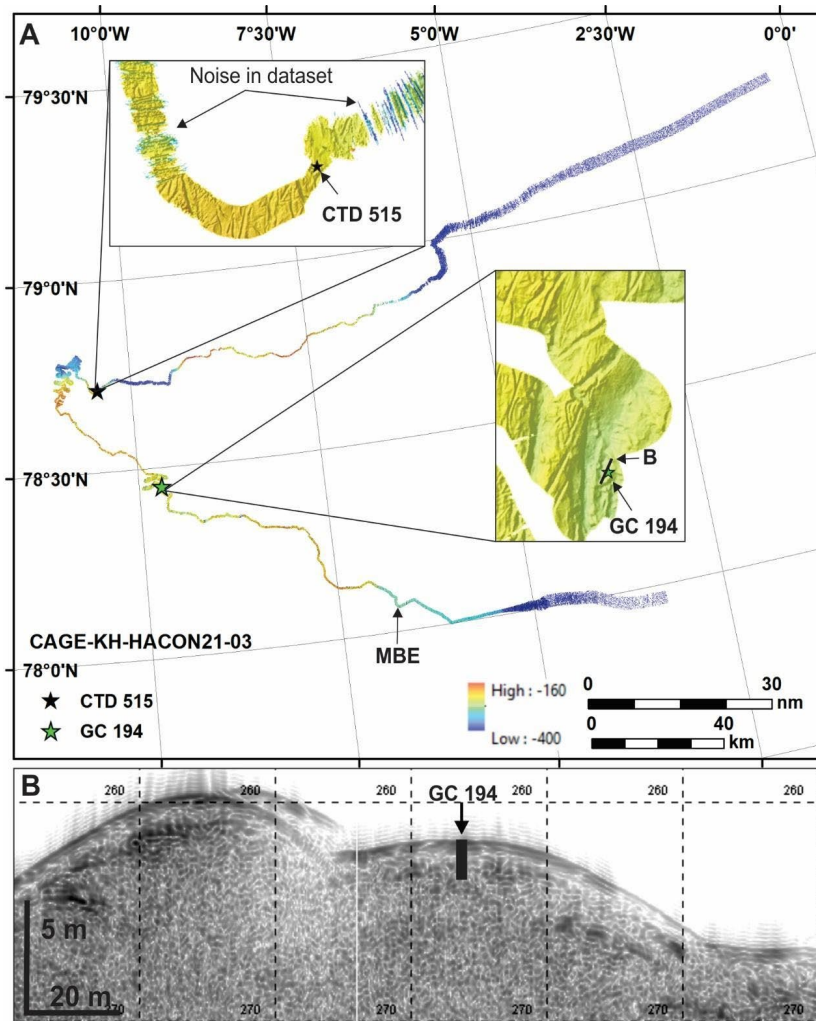 A
10°0'W 7°30'W 5°0'W 2°30'W 0°0'
79°30'N
Noise in dataset
CTD 515
79°0'N
B
GC 194
78°30'N
MBE
CAGE-KH-HACON21-03
CTD 515
GC 194
78°0'N
High : -160
Low : -400
0 30
nm
0 40
km
B
260 260 260 260 260
GC 194
5 m
20 m
270 270 270 270 270